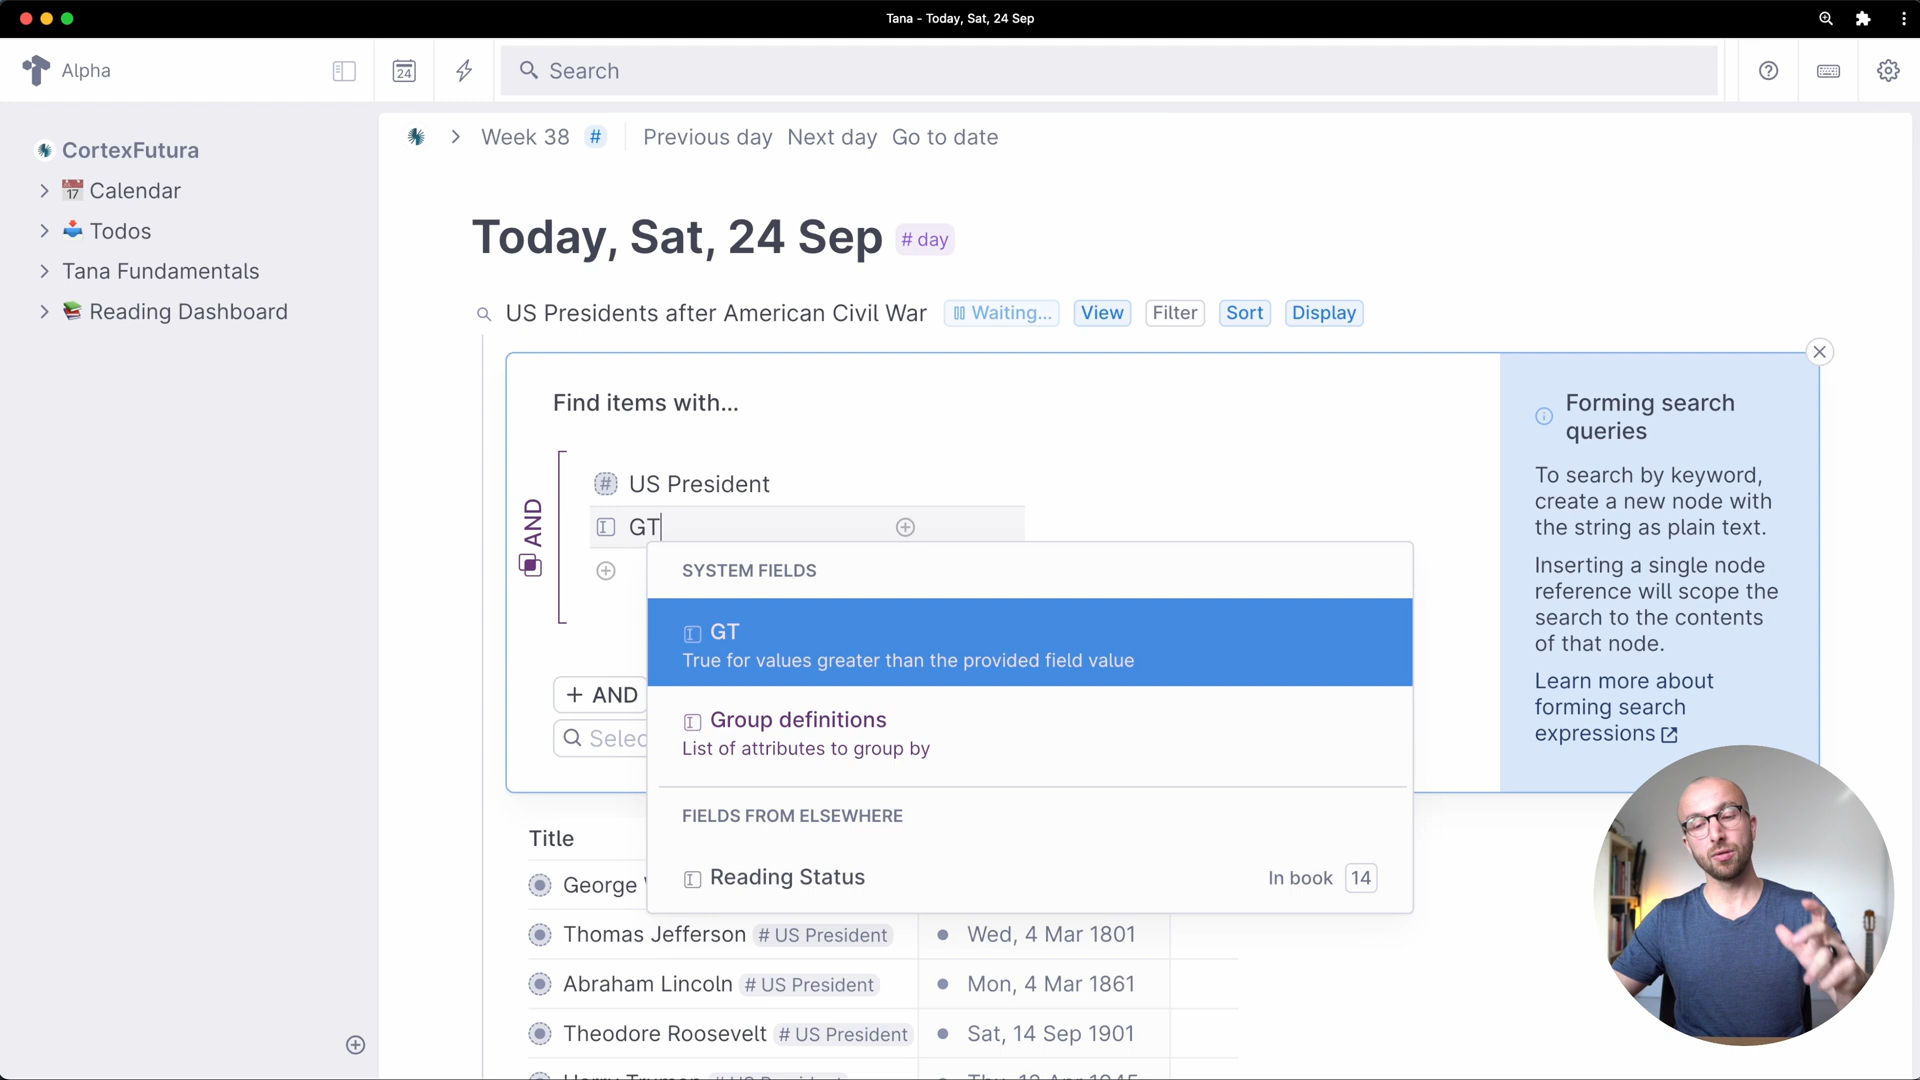 Tana - Today, Sat, 24 Sep
Alpha
24
Search
CortexFutura
17 Calendar
Todos
Tana Fundamentals
Reading Dashboard
Week 38 #
Previous day Next day Go to date
Today, Sat, 24 Sep # day
US Presidents after American Civil War Waiting... View Filter Sort Display
Find items with...
AND
# US President
GT
SYSTEM FIELDS
GT
True for values greater than the provided field value
Group definitions
List of attributes to group by
FIELDS FROM ELSEWHERE
Reading Status In book 14
+ AND
Selec
Forming search
queries
To search by keyword,
create a new node with
the string as plain text.
Inserting a single node
reference will scope the
search to the contents
of that node.
Learn more about
forming search
expressions
Title
George
Thomas Jefferson # US President Wed, 4 Mar 1801
Abraham Lincoln # US President Mon, 4 Mar 1861
Theodore Roosevelt # US President Sat, 14 Sep 1901